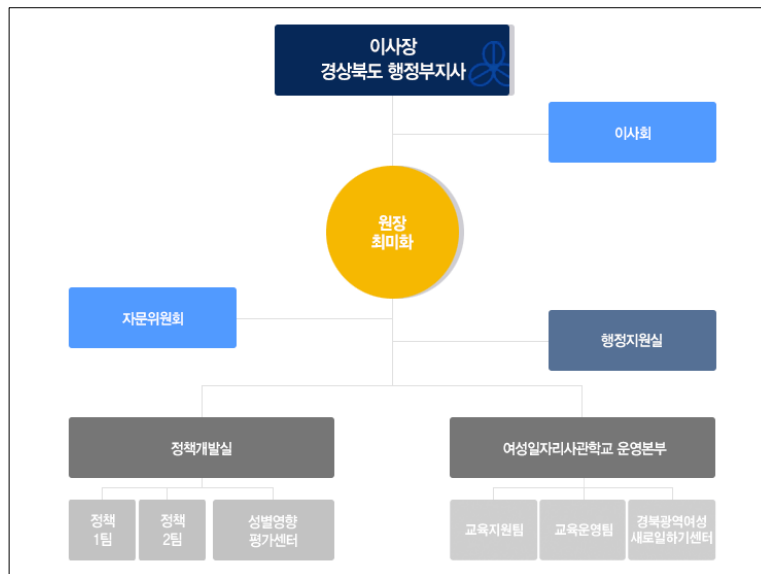 이사장
경상북도 행정부지사
이사회
원장
최미화
자문위원회
행정지원실
정책개발실
여성일자리사관학교 운영본부
정책
1팀
정책
2팀
성별영향
평가센터
교육지원팀
교육운영팀
경북광역여성
새로일하기센터